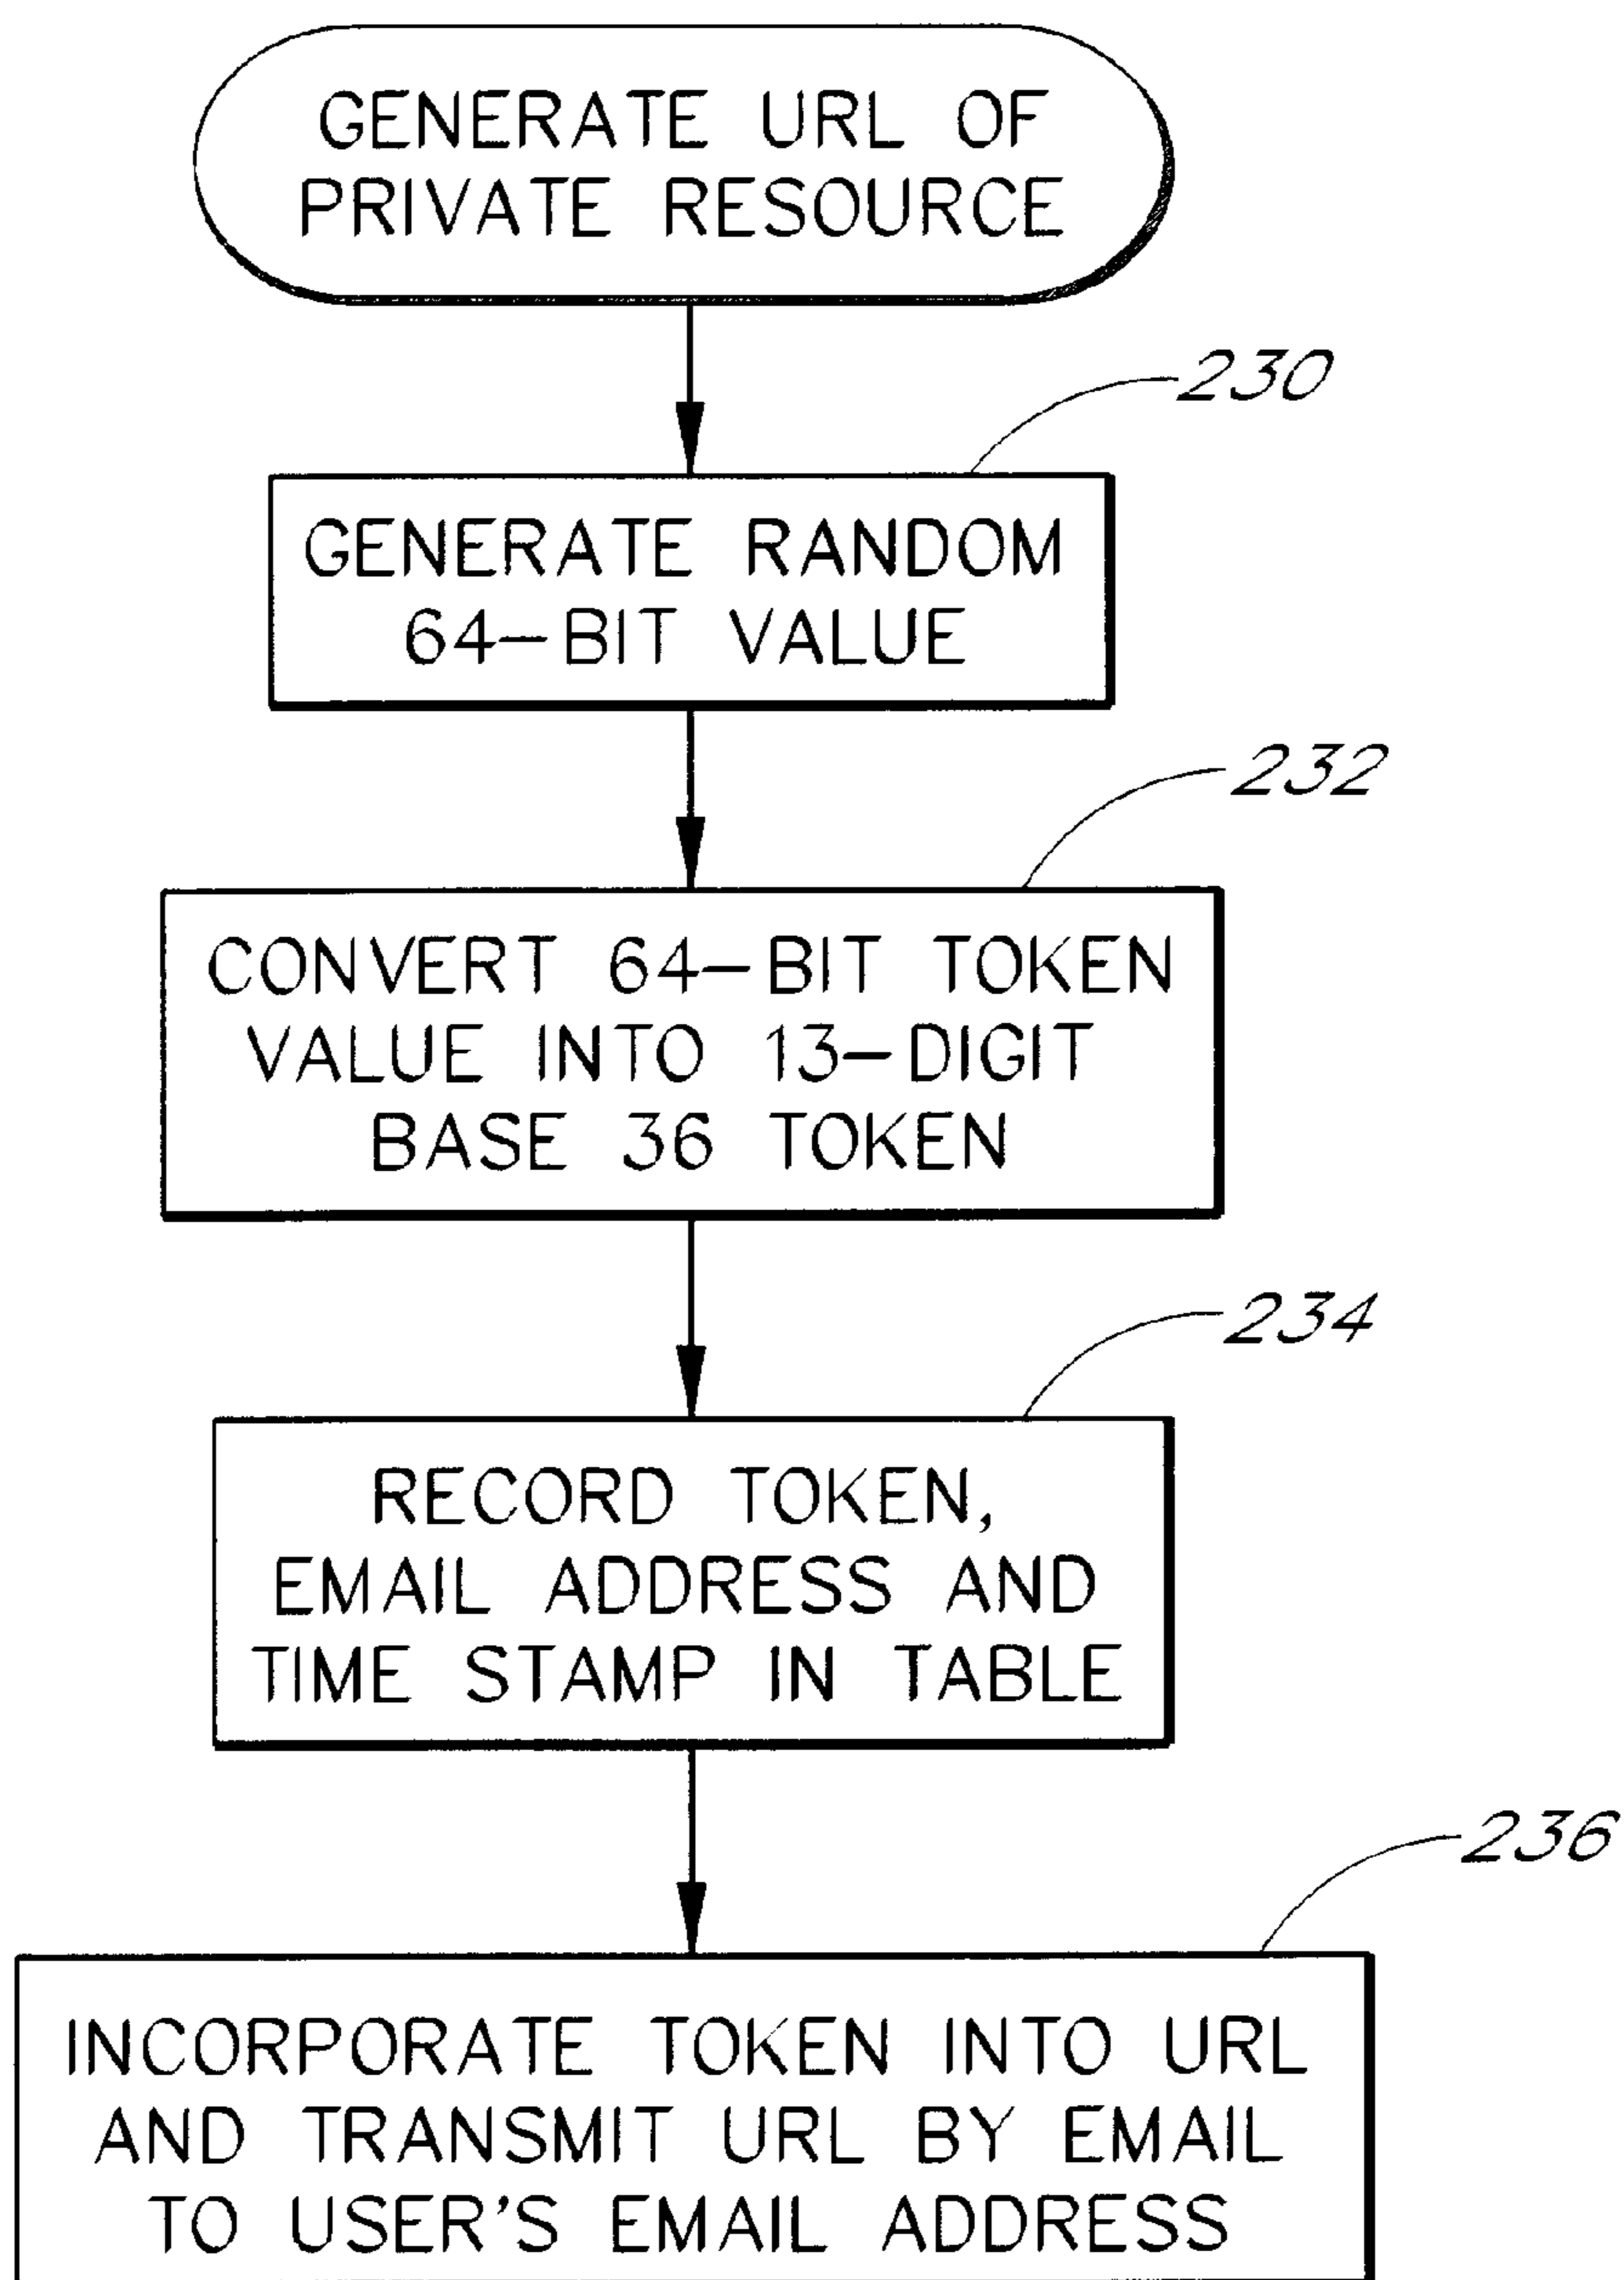 GENERATE URL OF
PRIVATE RESOURCE
230
GENERATE RANDOM
64-BIT VALUE
232
CONVERT 64-BIT TOKEN
VALUE INTO 13-DIGIT
BASE 36 TOKEN
234
RECORD TOKEN,
EMAIL ADDRESS AND
TIME STAMP IN TABLE
236
INCORPORATE TOKEN INTO URL
AND TRANSMIT URL BY EMAIL
TO USER'S EMAIL ADDRESS